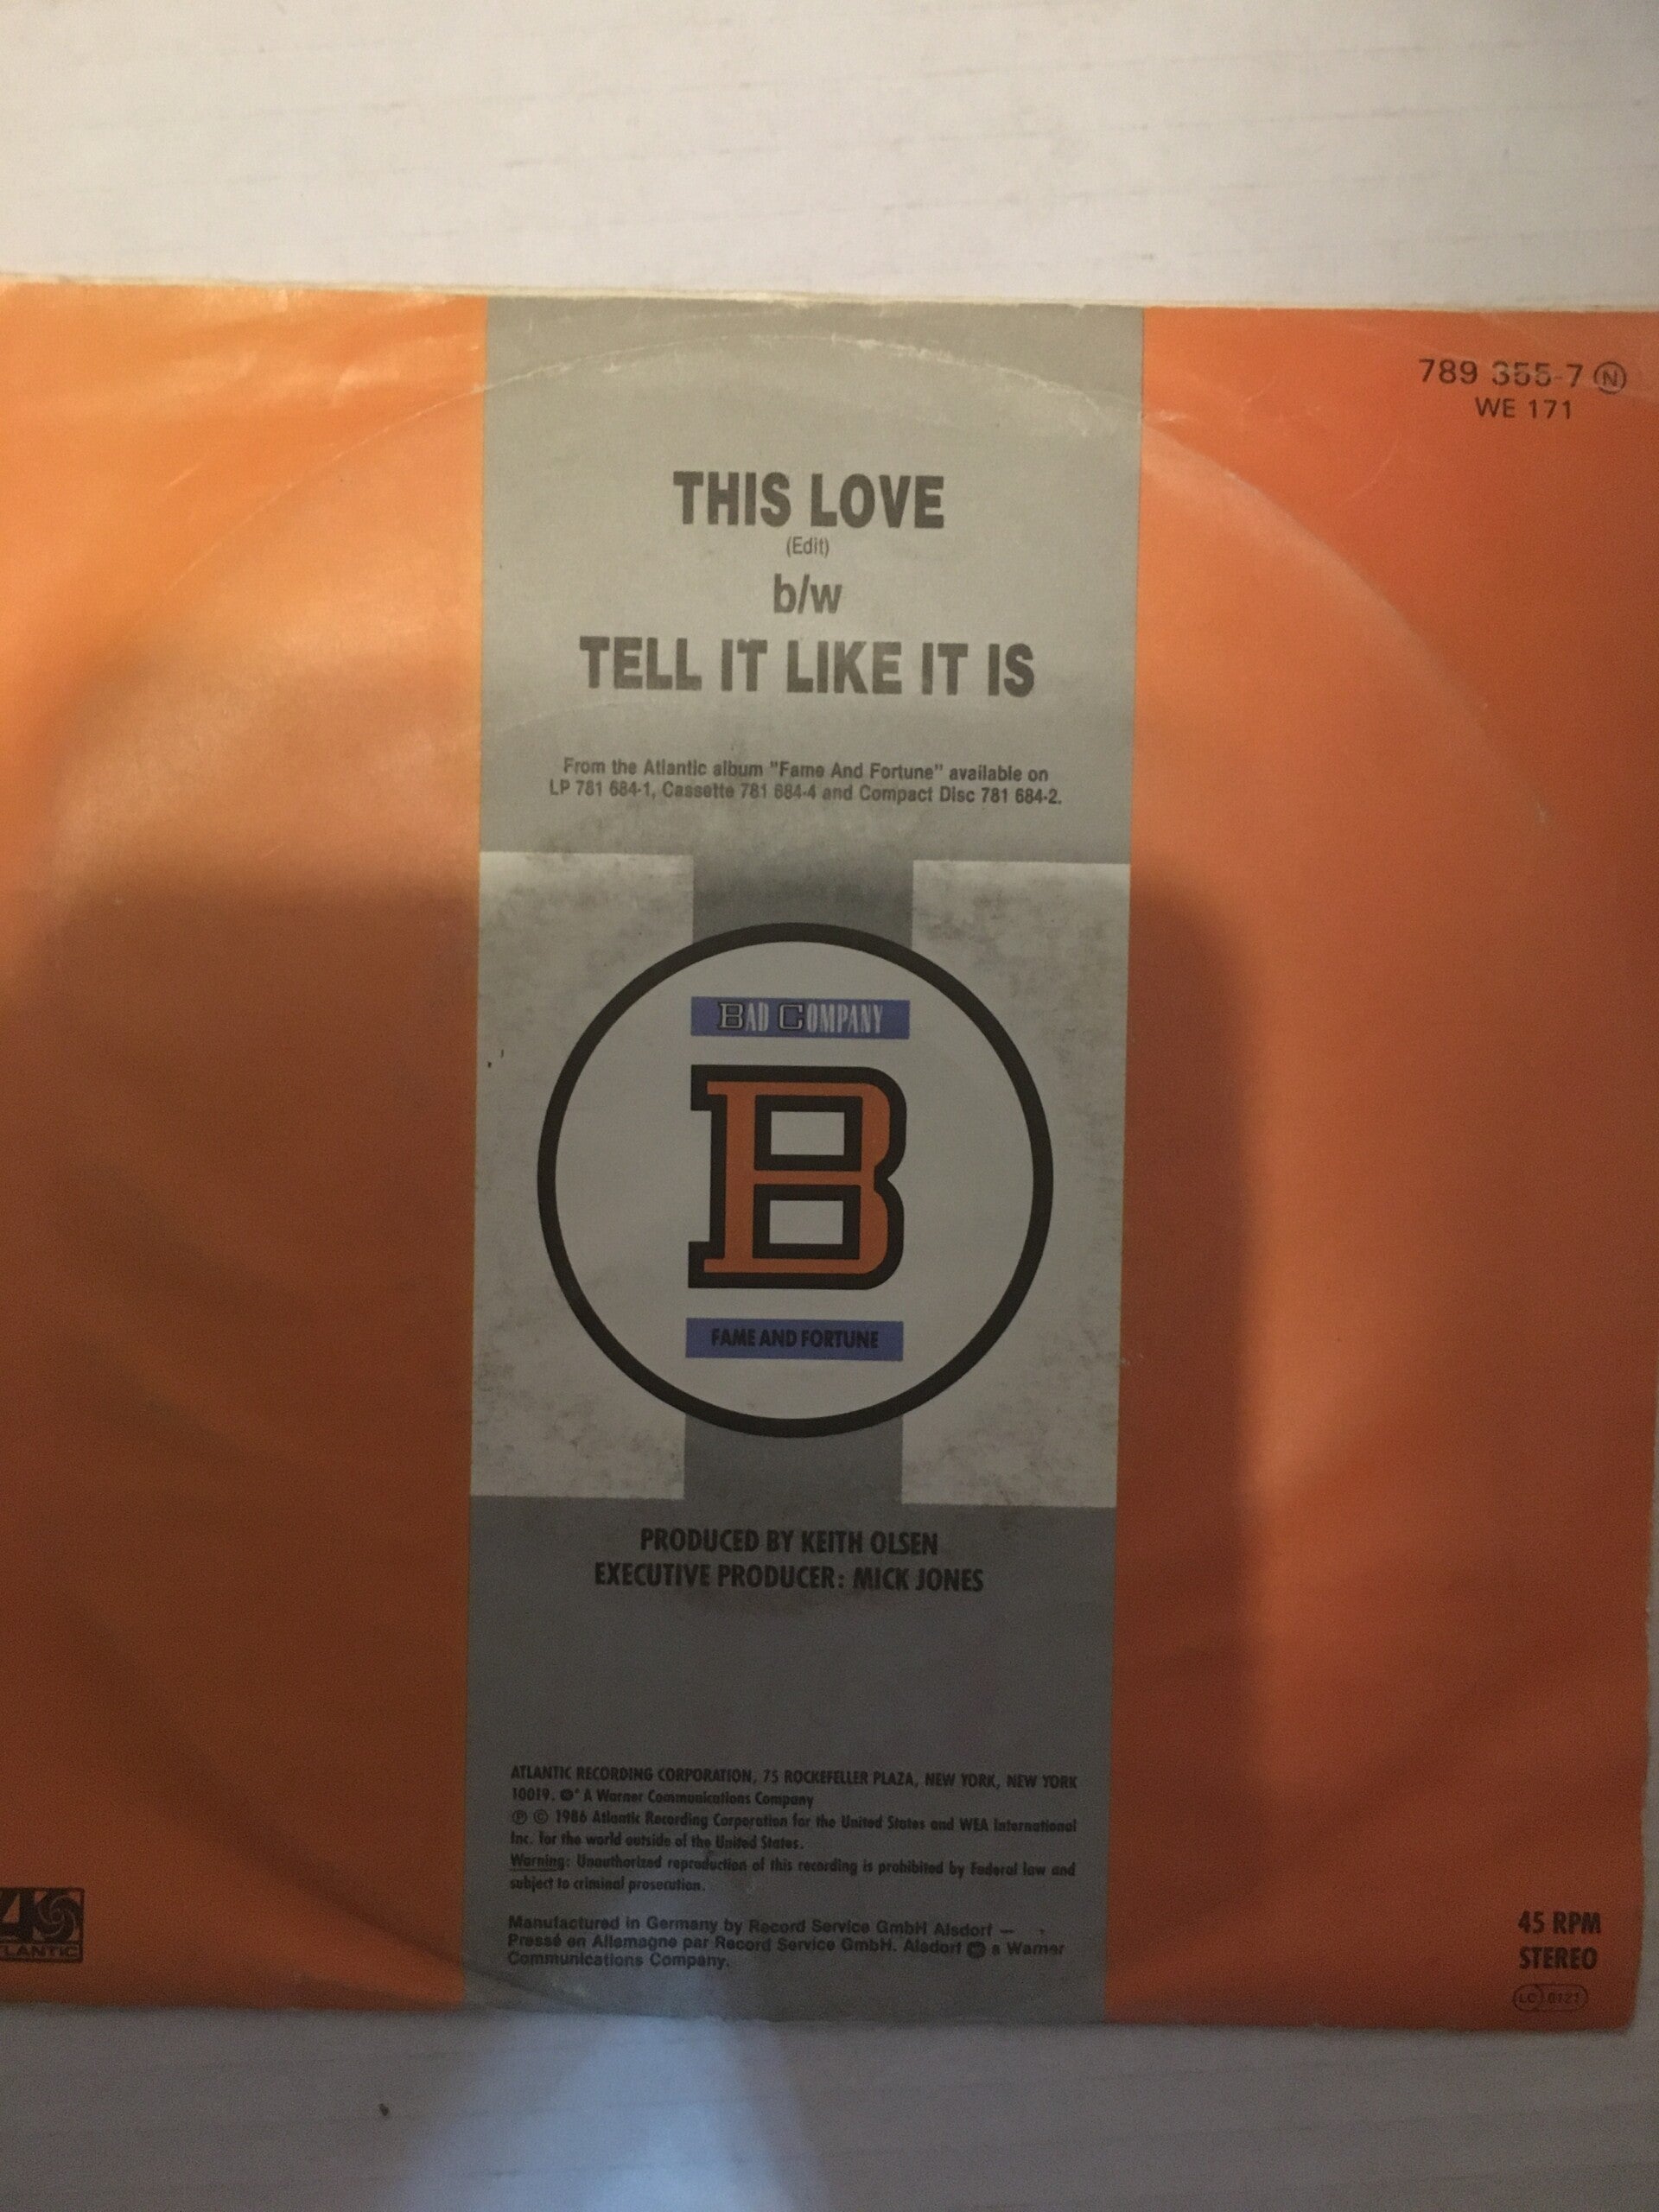 789 355-7 Ⓝ
WE 171
THIS LOVE
(Edit)
b/w
TELL IT LIKE IT IS
From the Atlantic album "Fame And Fortune" available on
LP 781 684-1, Cassette 781 684-4 and Compact Disc 781 684-2.
BAD COMPANY
B
FAME AND FORTUNE
PRODUCED BY KEITH OLSEN
EXECUTIVE PRODUCER: MICK JONES
ATLANTIC RECORDING CORPORATION, 75 ROCKEFELLER PLAZA, NEW YORK, NEW YORK
10019. A Warner Communications Company
Ⓟ © 1986 Atlantic Recording Corporation for the United States and WEA International
Inc. for the world outside of the United States.
Warning: Unauthorized reproduction of this recording is prohibited by Federal law and
subject to criminal prosecution.
Manufactured in Germany by Record Service GmbH Alsdorf —
Pressé en Allemagne par Record Service GmbH. Alsdorf a Warner
Communications Company.
LANTIC
45 RPM
STEREO
LC 0121